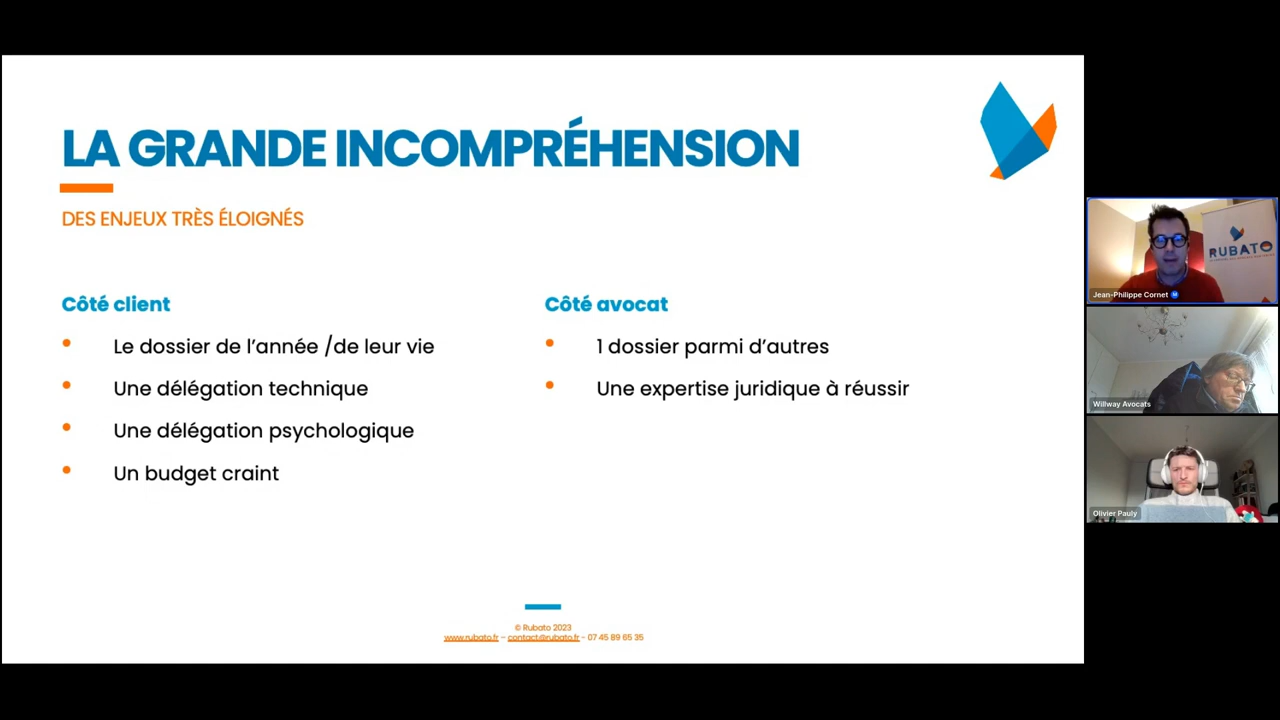 LA GRANDE INCOMPRÉHENSION
DES ENJEUX TRÈS ÉLOIGNÉS
Côté client
Le dossier de l’année /de leur vie
Une délégation technique
Une délégation psychologique
Un budget craint
Côté avocat
1 dossier parmi d’autres
Une expertise juridique à réussir
© Rubato 2023
www.rubato.fr – contact@rubato.fr - 07 45 89 65 35
RUBATO
Jean-Philippe Cornet
Willway Avocats
Olivier Pauly